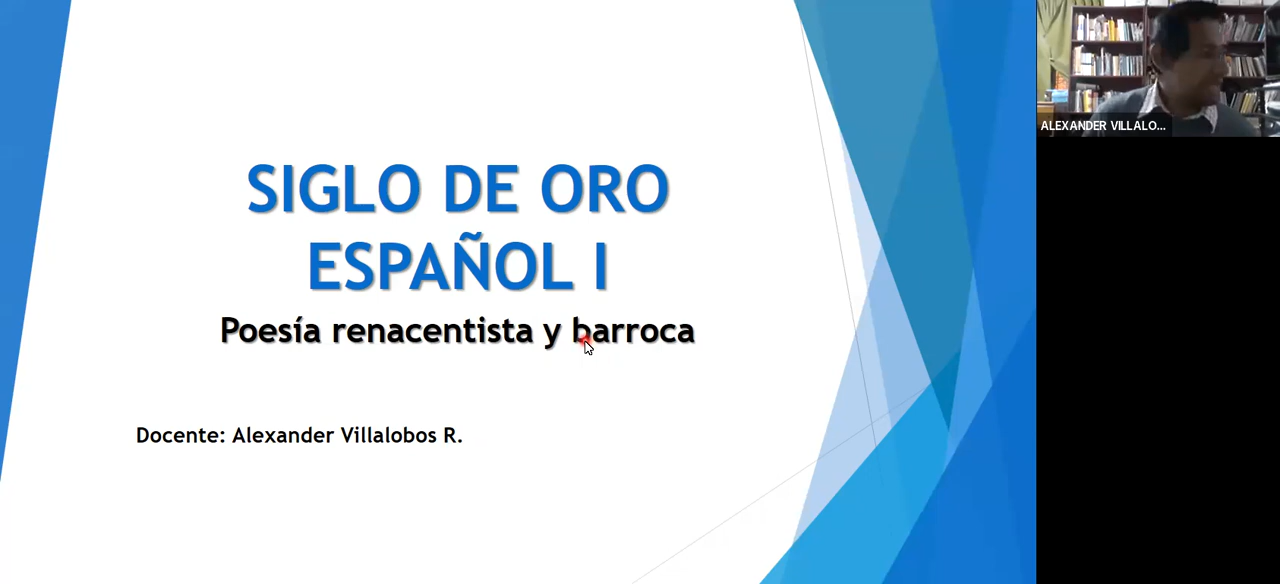 SIGLO DE ORO
ESPAÑOL I
Poesía renacentista y barroca
Docente: Alexander Villalobos R.
ALEXANDER VILLALO...